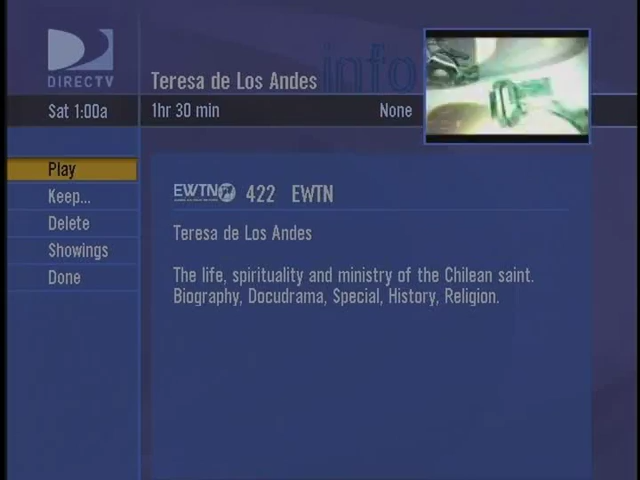 DIRECTV
info
Teresa de Los Andes
Sat 1:00a
1hr 30 min
None
Play
Keep...
Delete
Showings
Done
EWTN 422 EWTN
Teresa de Los Andes
The life, spirituality and ministry of the Chilean saint.
Biography, Docudrama, Special, History, Religion.